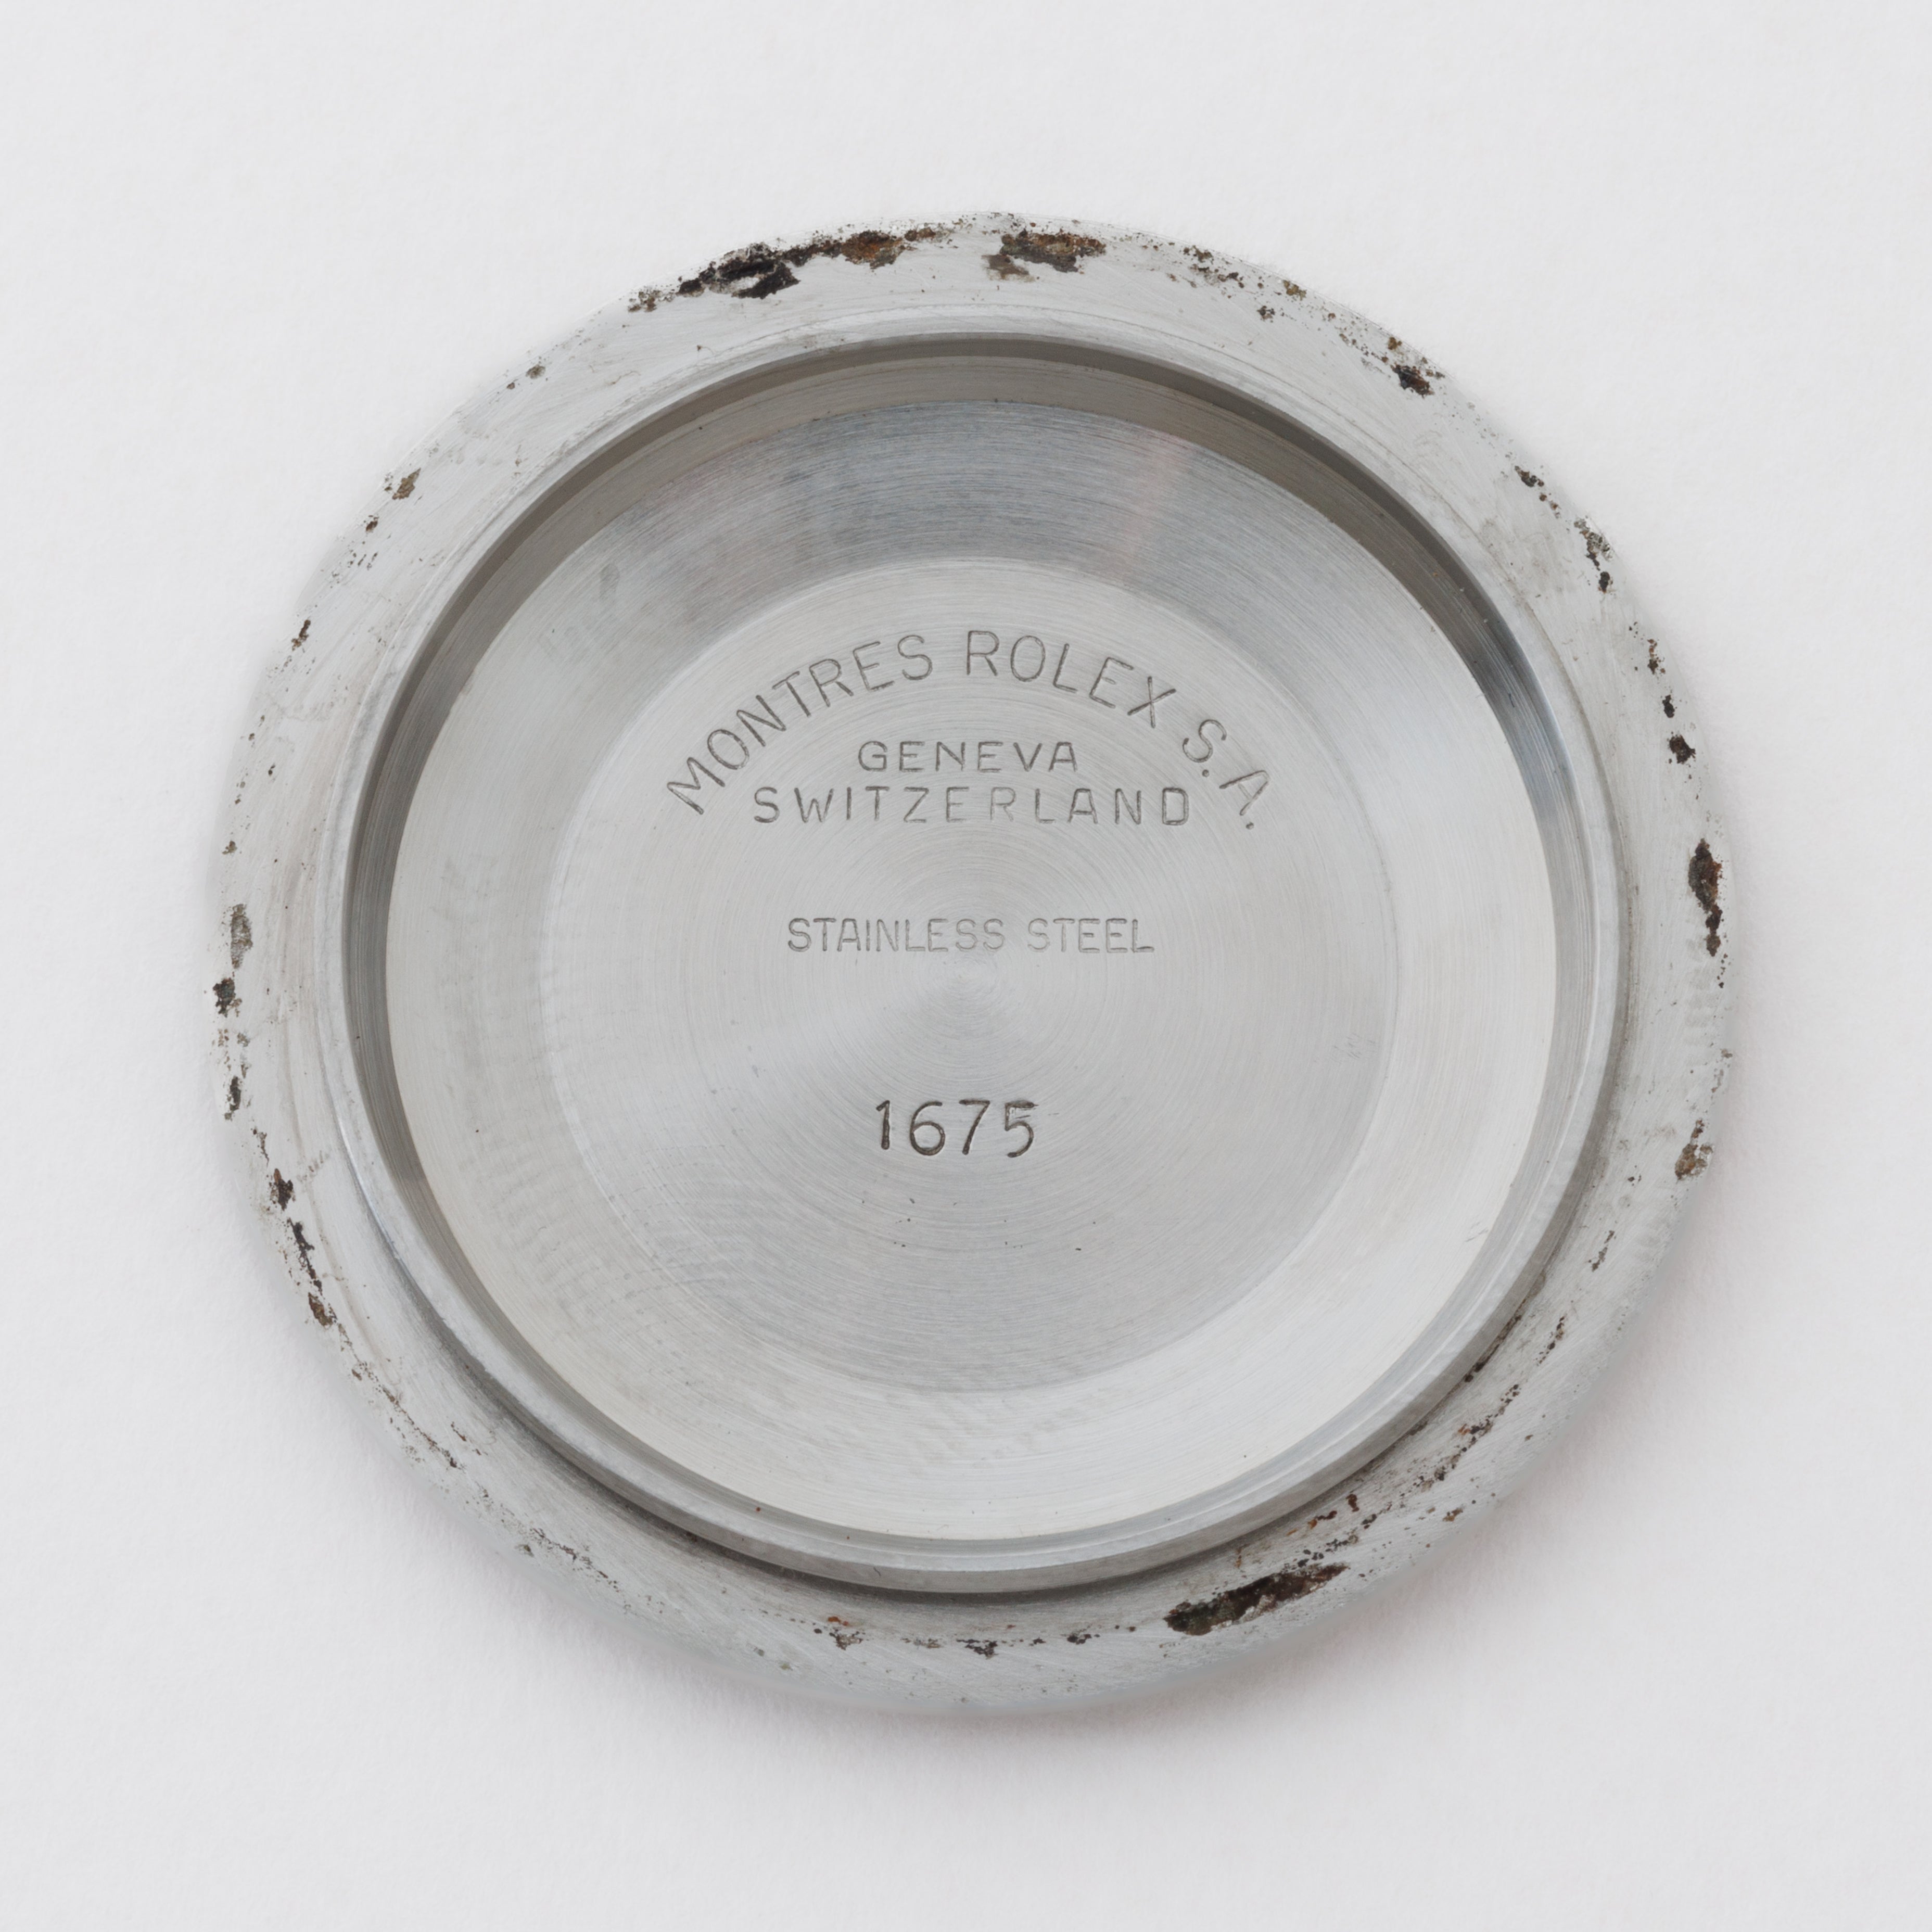 MONTRES ROLEX S.A.
GENEVA
SWITZERLAND
STAINLESS STEEL
1675